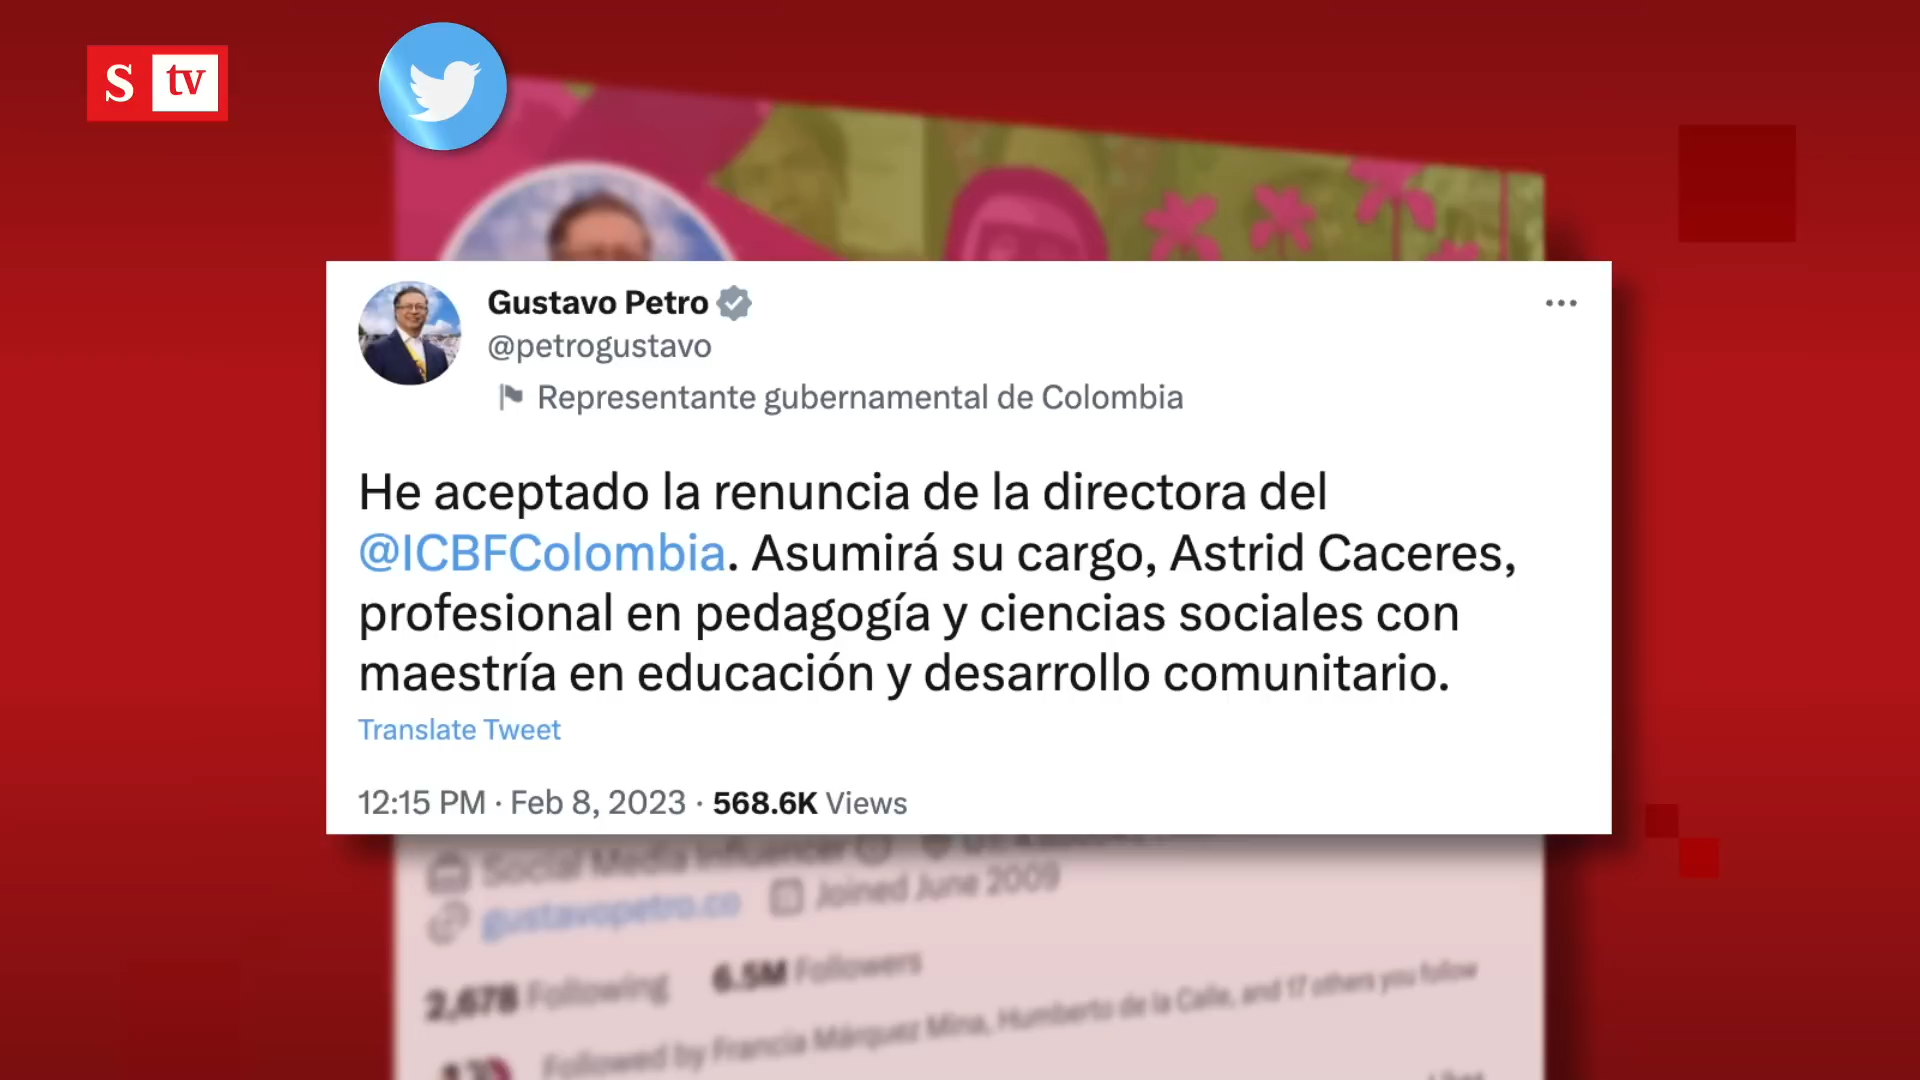 S tv
Gustavo Petro
@petrogustavo
Representante gubernamental de Colombia
He aceptado la renuncia de la directora del
@ICBFColombia. Asumirá su cargo, Astrid Caceres,
profesional en pedagogía y ciencias sociales con
maestría en educación y desarrollo comunitario.
Translate Tweet
12:15 PM · Feb 8, 2023 · 568.6K Views
Social Media Influencer
gustavopetro.co Joined June 2009
2,678 Following 6.5M Followers
Followed by Francia Márquez Mina, Humberto de la Calle, and 17 others you follow